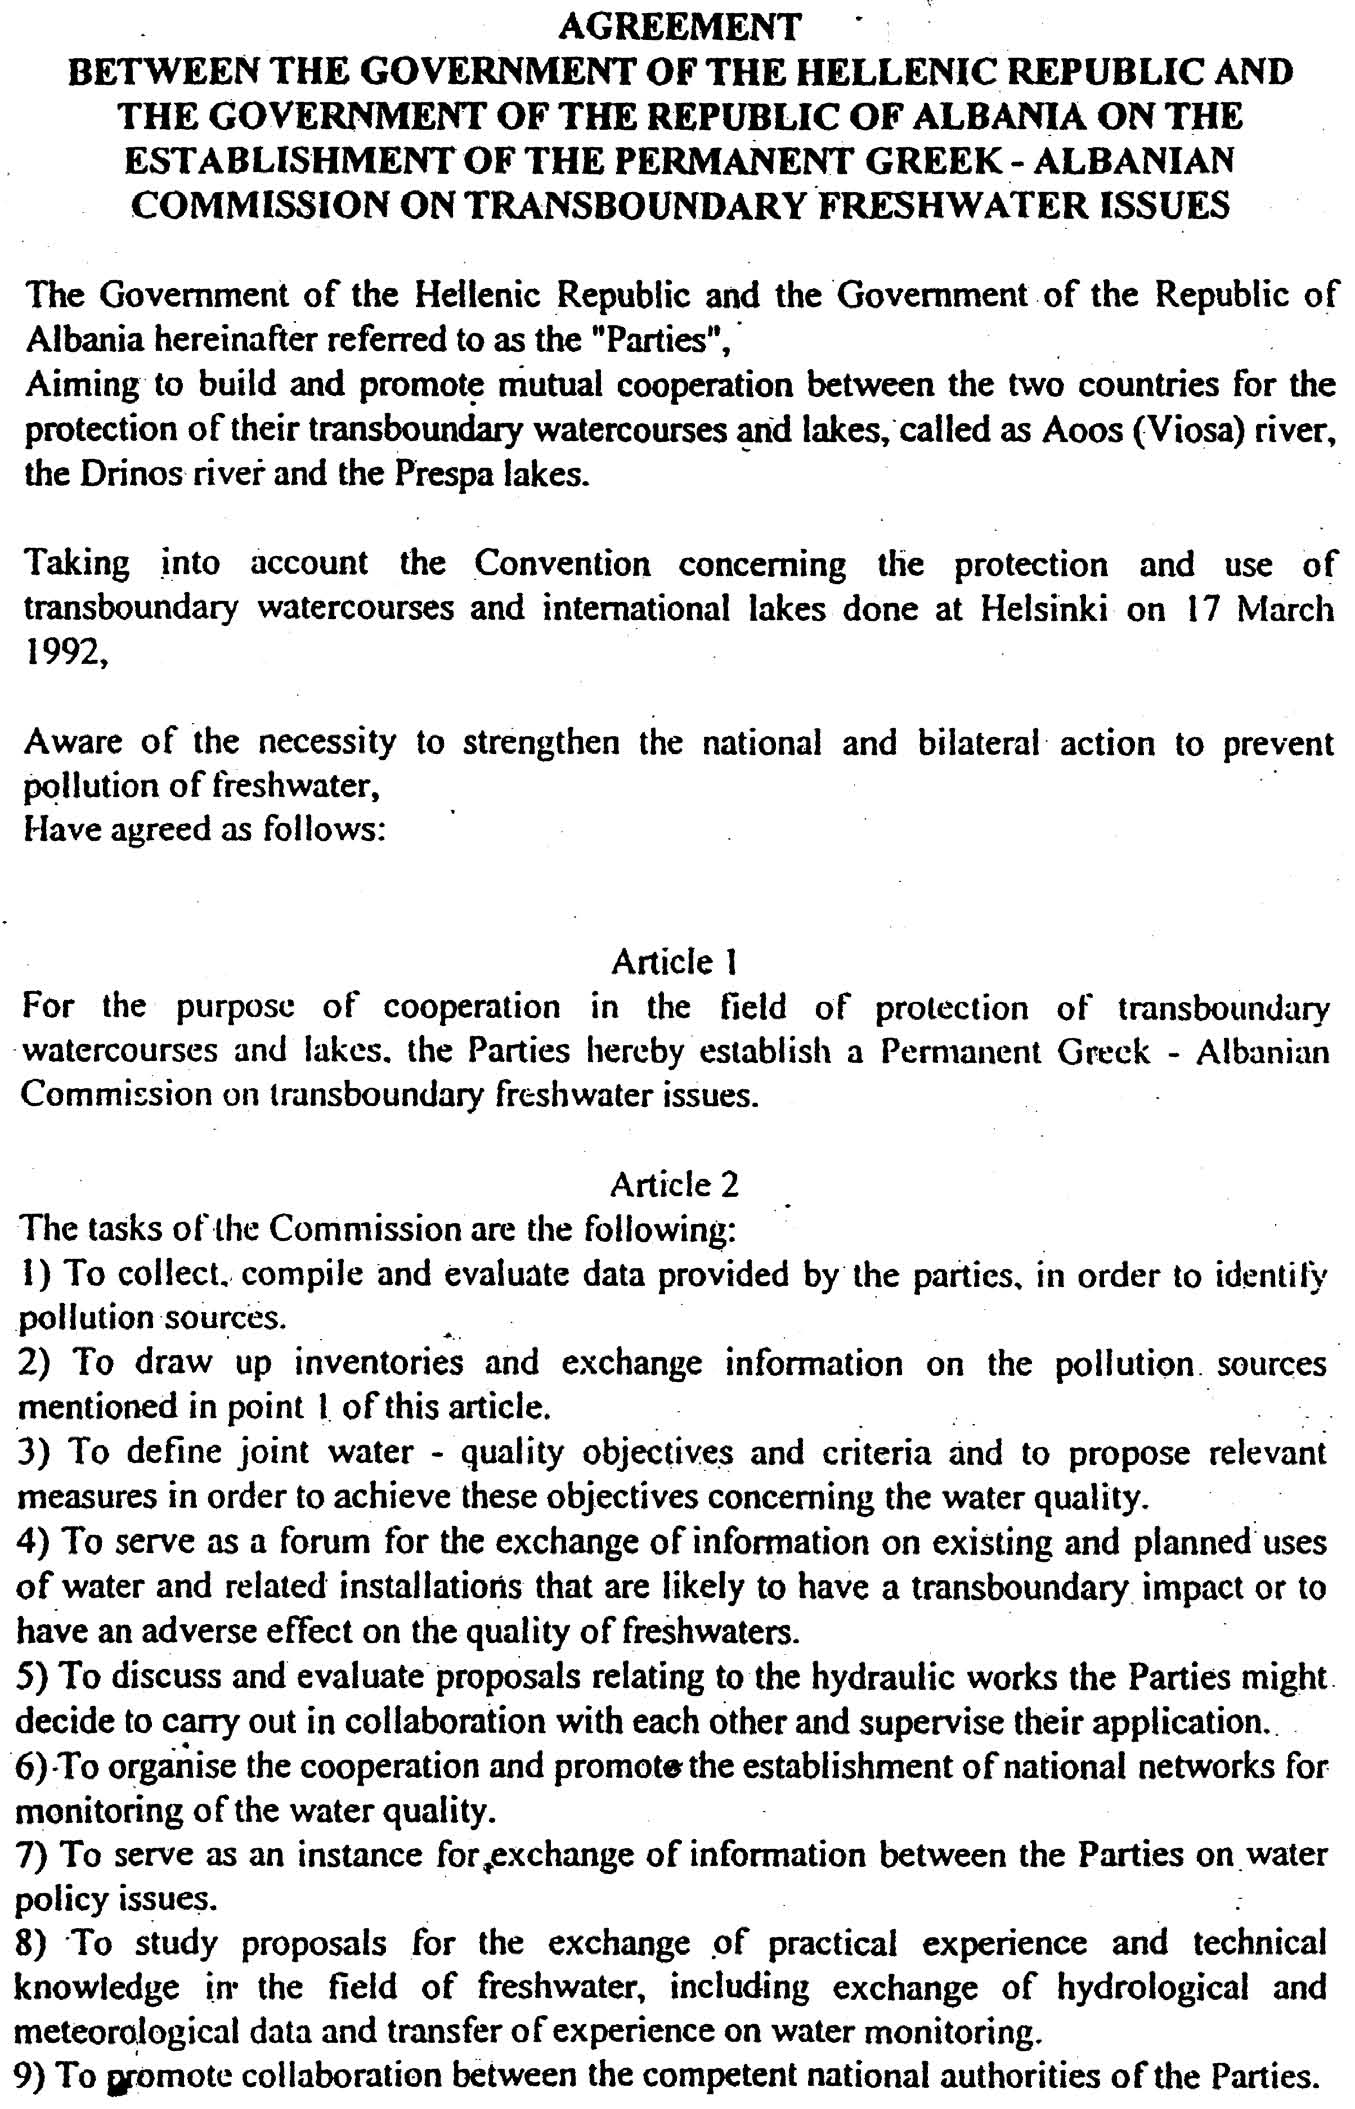 AGREEMENT
BETWEEN THE GOVERNMENT OF THE HELLENIC REPUBLIC AND
THE GOVERNMENT OF THE REPUBLIC OF ALBANIA ON THE
ESTABLISHMENT OF THE PERMANENT GREEK - ALBANIAN
COMMISSION ON TRANSBOUNDARY FRESHWATER ISSUES
The Government of the Hellenic Republic and the Government of the Republic of
Albania hereinafter referred to as the "Parties",
Aiming to build and promote mutual cooperation between the two countries for the
protection of their transboundary watercourses and lakes, called as Aoos (Viosa) river,
the Drinos river and the Prespa lakes.
Taking into account the Convention concerning the protection and use of
transboundary watercourses and international lakes done at Helsinki on 17 March
1992,
Aware of the necessity to strengthen the national and bilateral action to prevent
pollution of freshwater,
Have agreed as follows:
Article 1
For the purpose of cooperation in the field of protection of transboundary
watercourses and lakes, the Parties hereby establish a Permanent Greek - Albanian
Commission on transboundary freshwater issues.
Article 2
The tasks of the Commission are the following:
1) To collect, compile and evaluate data provided by the parties, in order to identify
pollution sources.
2) To draw up inventories and exchange information on the pollution sources
mentioned in point 1 of this article.
3) To define joint water - quality objectives and criteria and to propose relevant
measures in order to achieve these objectives concerning the water quality.
4) To serve as a forum for the exchange of information on existing and planned uses
of water and related installations that are likely to have a transboundary impact or to
have an adverse effect on the quality of freshwaters.
5) To discuss and evaluate proposals relating to the hydraulic works the Parties might
decide to carry out in collaboration with each other and supervise their application.
6) To organise the cooperation and promote the establishment of national networks for
monitoring of the water quality.
7) To serve as an instance for exchange of information between the Parties on water
policy issues.
8) To study proposals for the exchange of practical experience and technical
knowledge in the field of freshwater, including exchange of hydrological and
meteorological data and transfer of experience on water monitoring.
9) To promote collaboration between the competent national authorities of the Parties.